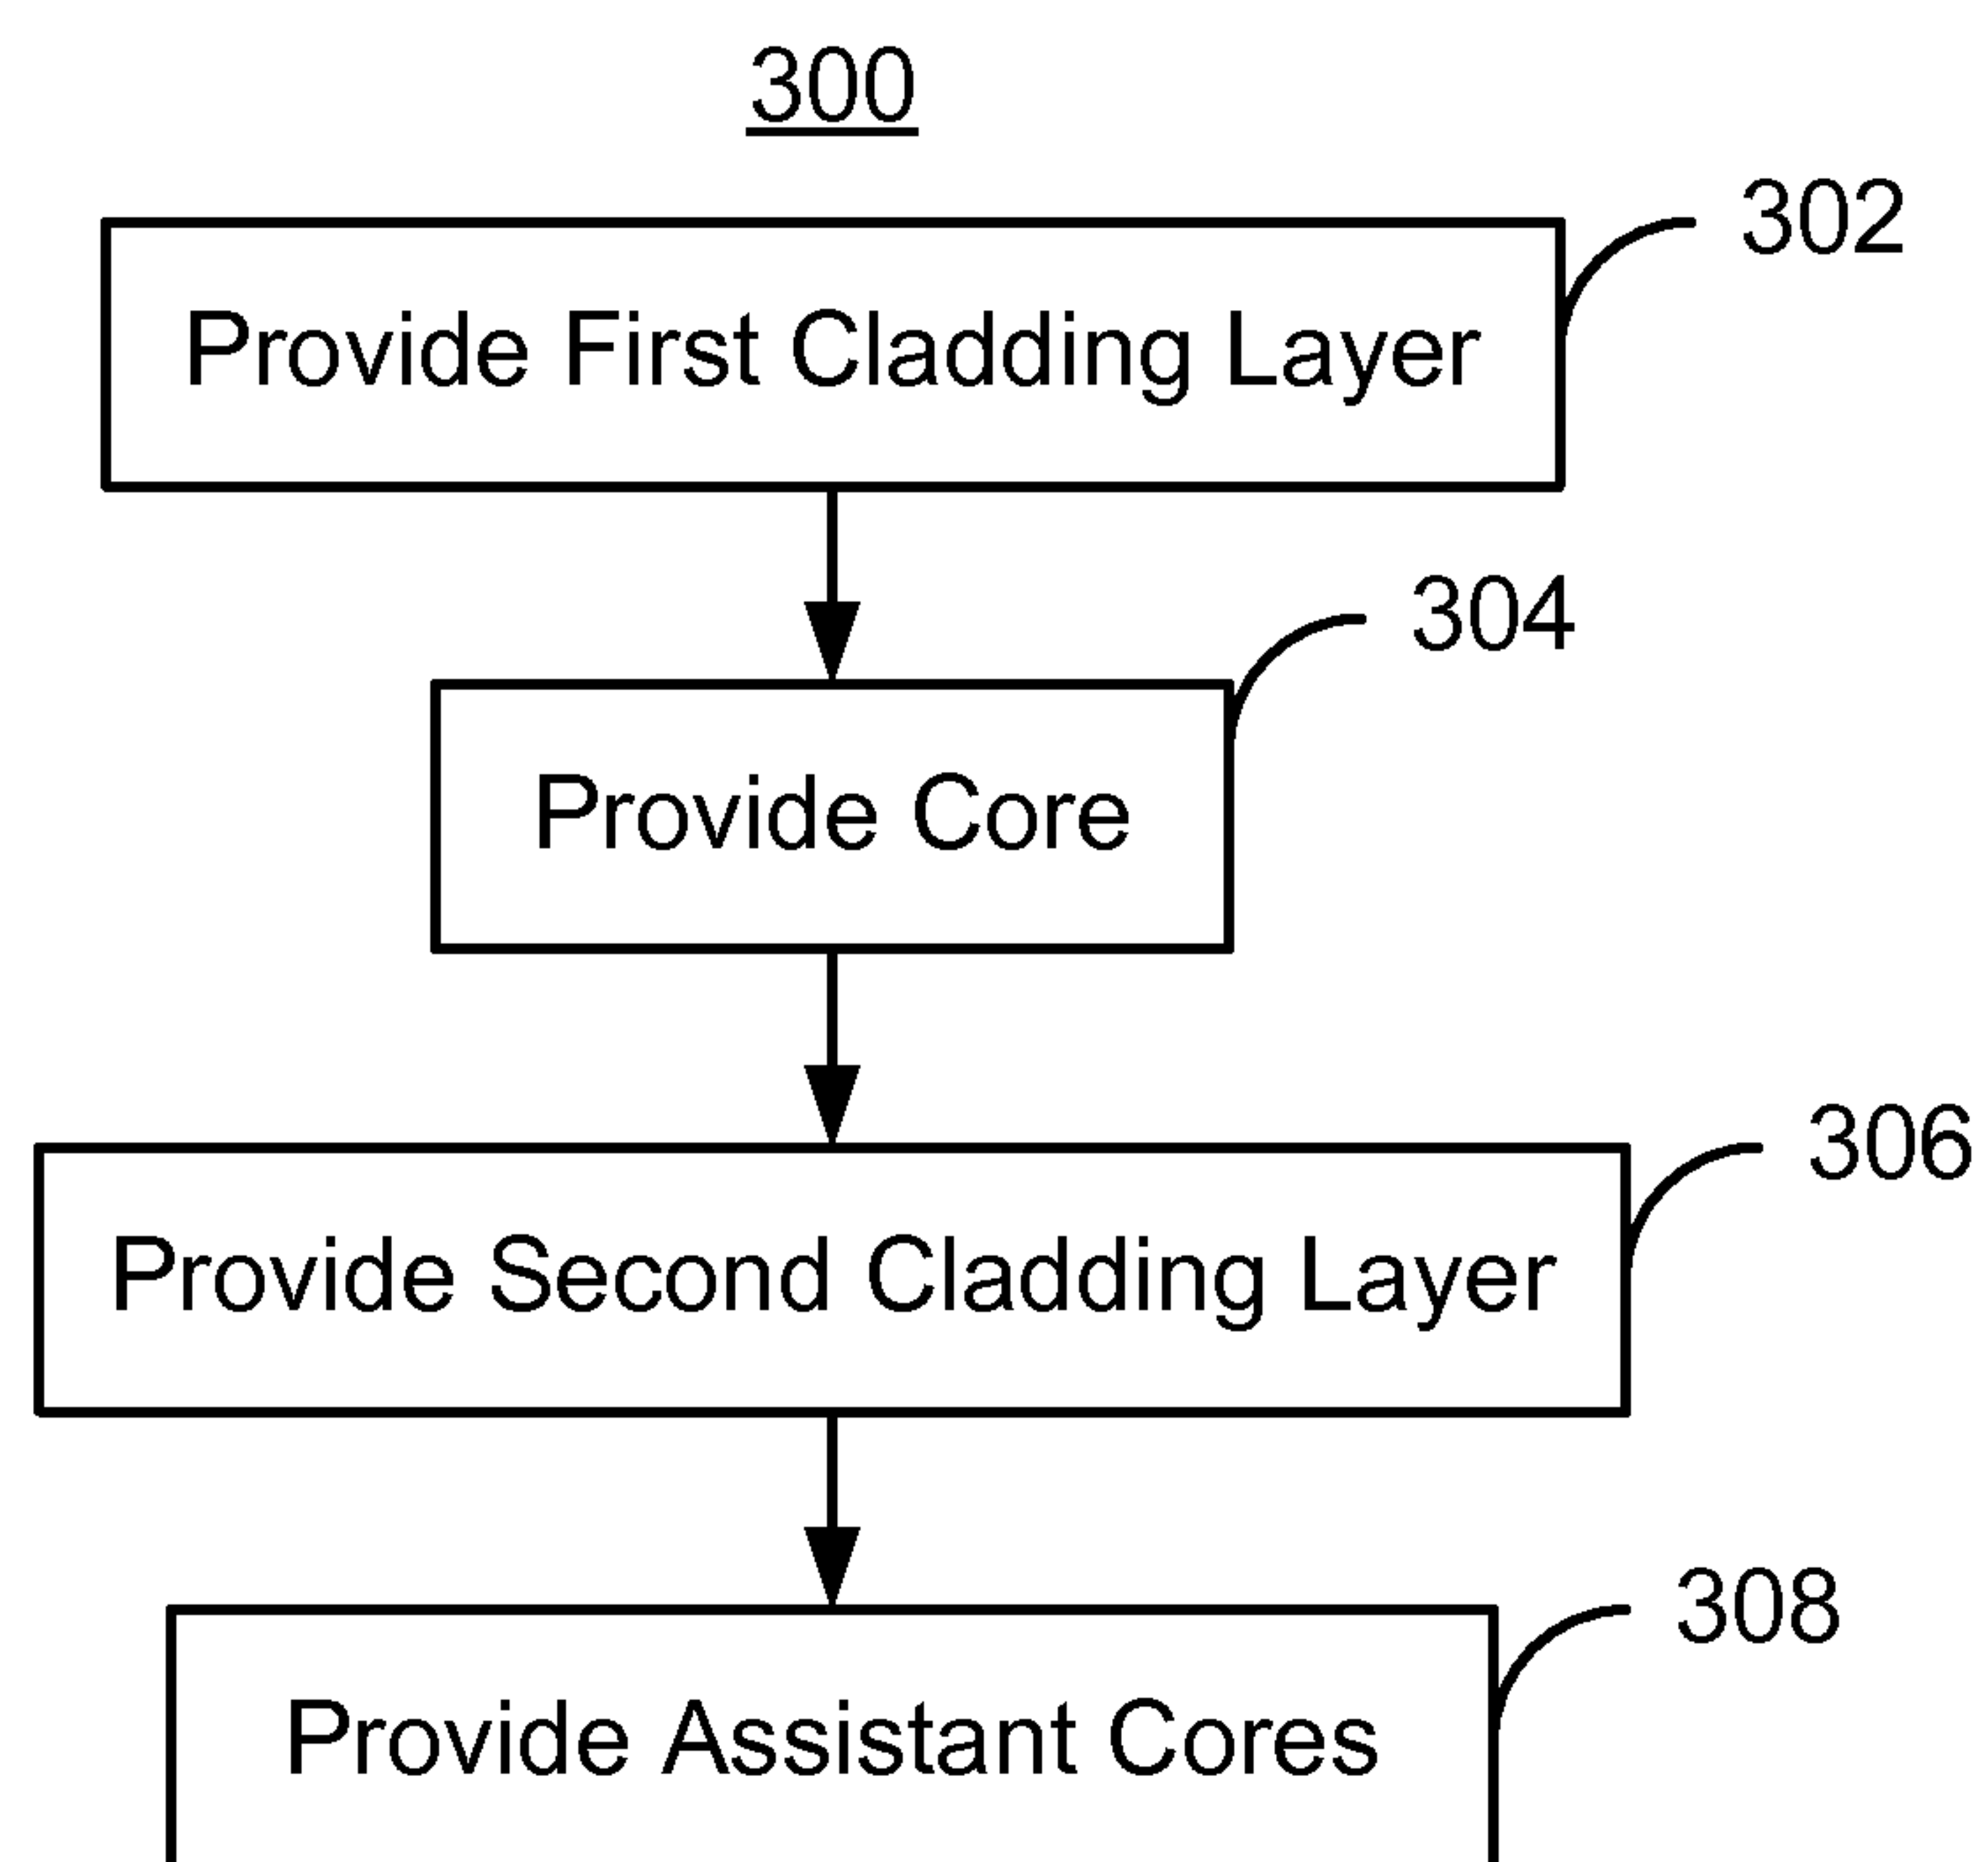 300
302
Provide First Cladding Layer
304
Provide Core
306
Provide Second Cladding Layer
308
Provide Assistant Cores